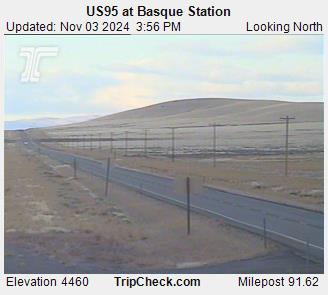 US95 at Basque Station
Updated: Nov 03 2024 3:56 PM Looking North
Elevation 4460 TripCheck.com Milepost 91.62